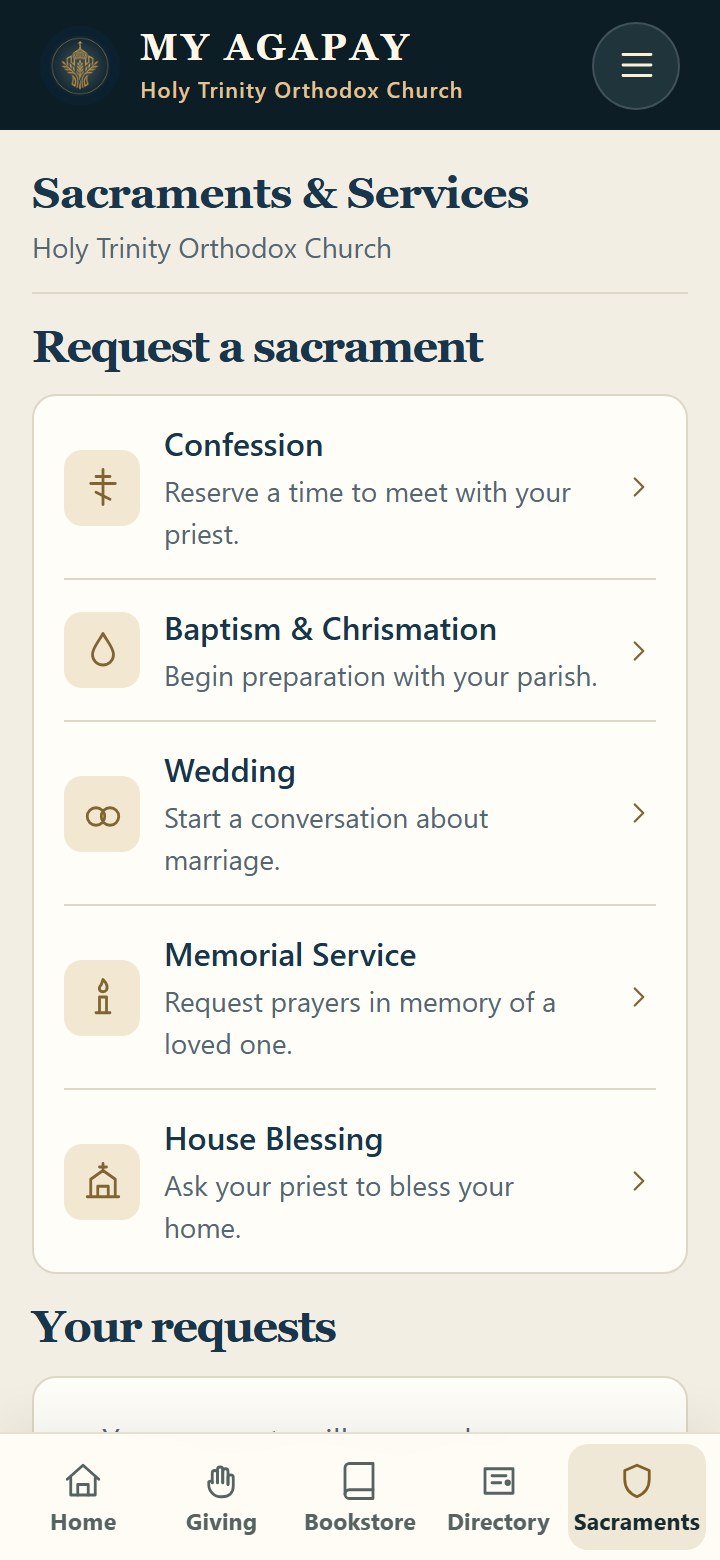 MY AGAPAY
Holy Trinity Orthodox Church
Sacraments & Services
Holy Trinity Orthodox Church
Request a sacrament
Confession
Reserve a time to meet with your
priest.
Baptism & Chrismation
Begin preparation with your parish.
Wedding
Start a conversation about
marriage.
Memorial Service
Request prayers in memory of a
loved one.
House Blessing
Ask your priest to bless your
home.
Your requests
Home
Giving
Bookstore
Directory
Sacraments